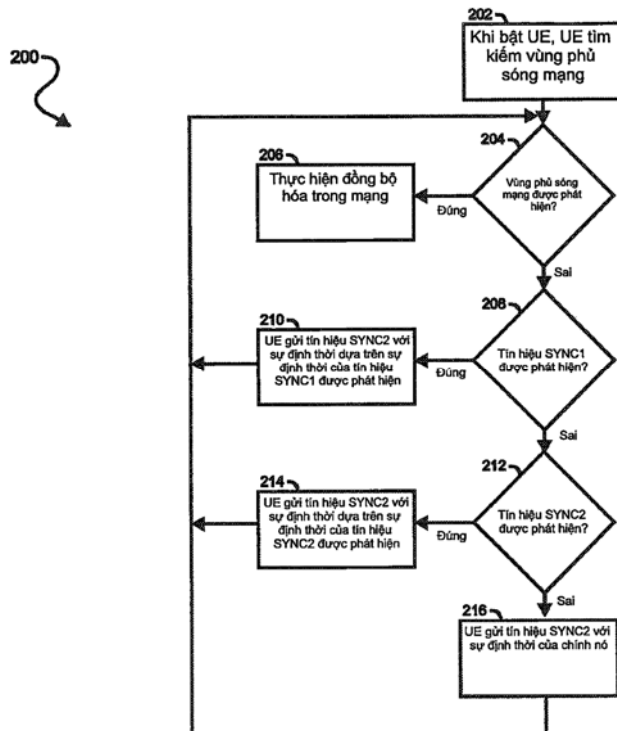 202
Khi bật UE, UE tìm
kiếm vùng phủ
sóng mạng
200
204
Vùng phủ sóng
mạng được phát
hiện?
206
Thực hiện đồng bộ
hóa trong mạng
Đúng
Sai
208
Tín hiệu SYNC1
được phát hiện?
210
UE gửi tín hiệu SYNC2 với
sự định thời dựa trên sự
định thời của tín hiệu
SYNC1 được phát hiện
Đúng
Sai
212
Tín hiệu SYNC2
được phát hiện?
214
UE gửi tín hiệu SYNC2 với
sự định thời dựa trên sự
định thời của tín hiệu
SYNC2 được phát hiện
Đúng
Sai
216
UE gửi tín hiệu SYNC2 với
sự định thời của chính nó